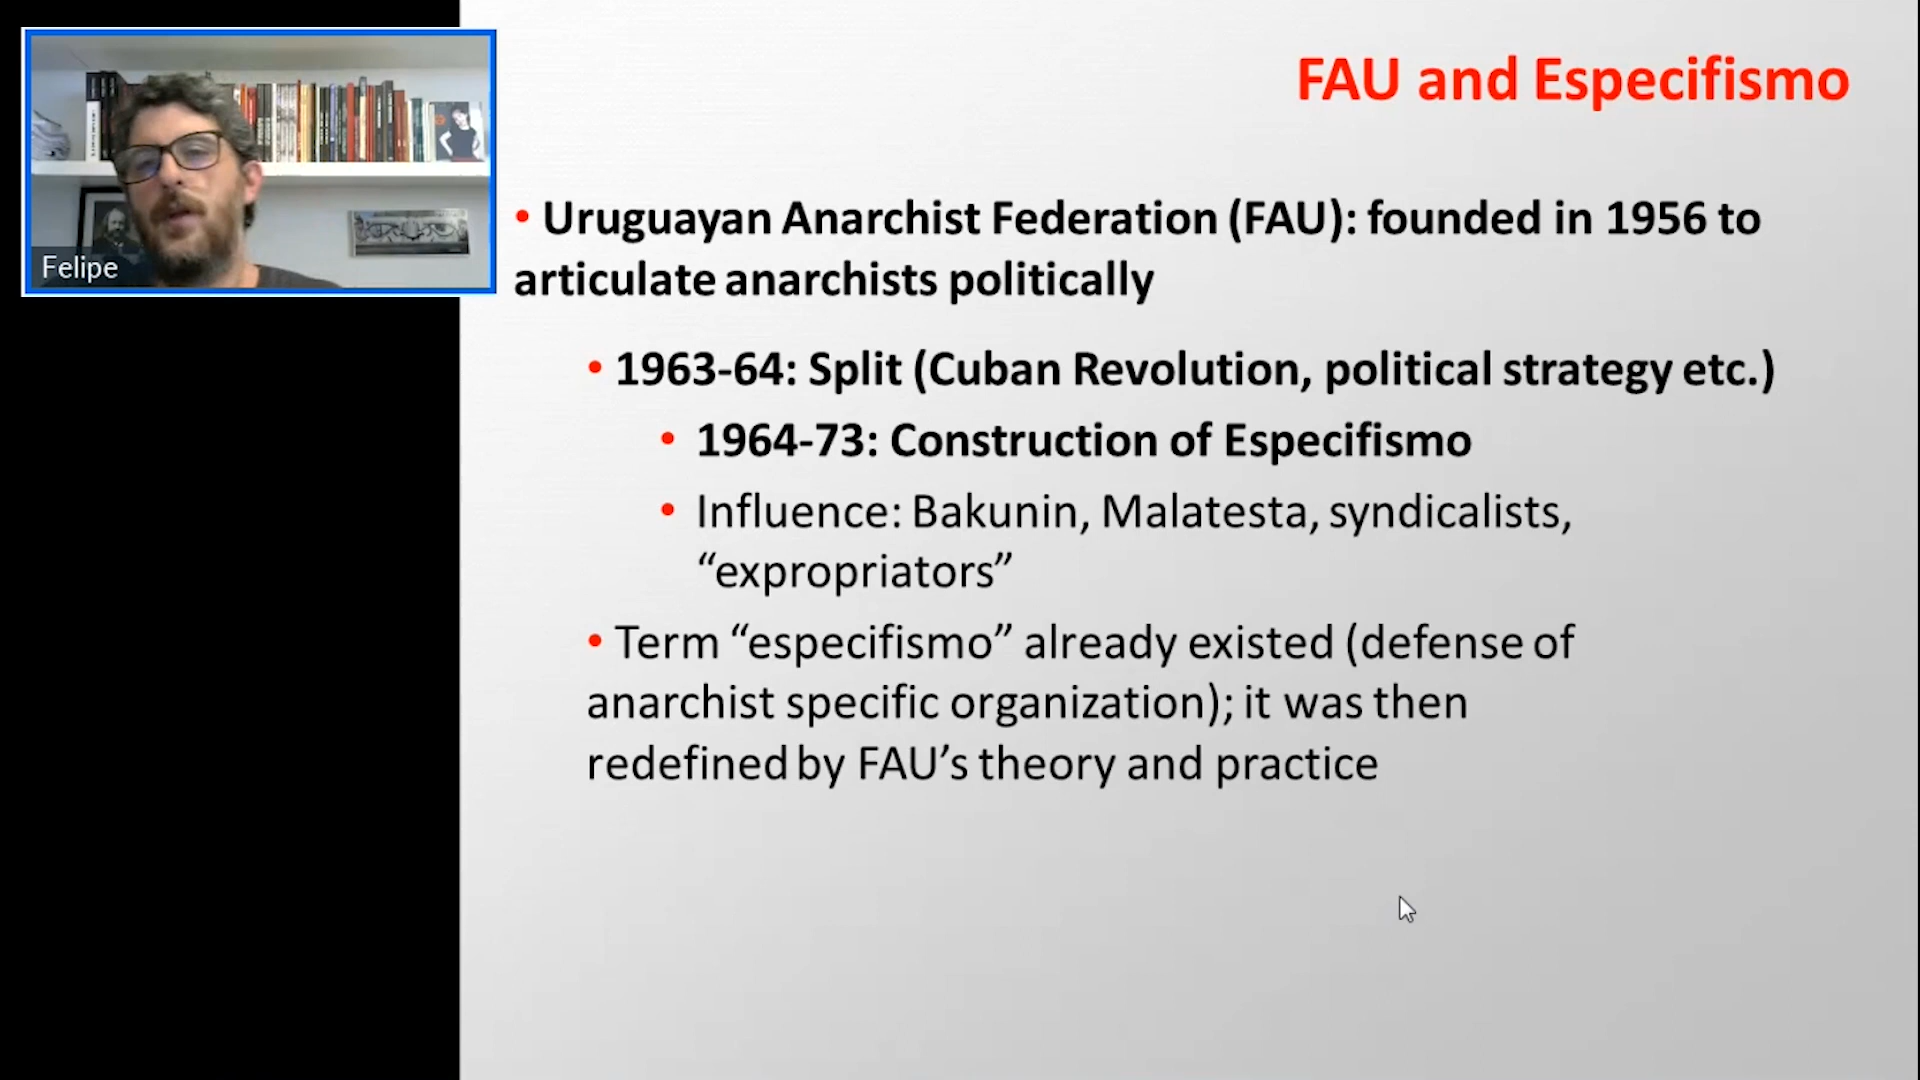 FAU and Especifismo
Felipe
• Uruguayan Anarchist Federation (FAU): founded in 1956 to
articulate anarchists politically
• 1963-64: Split (Cuban Revolution, political strategy etc.)
• 1964-73: Construction of Especifismo
• Influence: Bakunin, Malatesta, syndicalists,
“expropriators”
• Term “especifismo” already existed (defense of
anarchist specific organization); it was then
redefined by FAU’s theory and practice